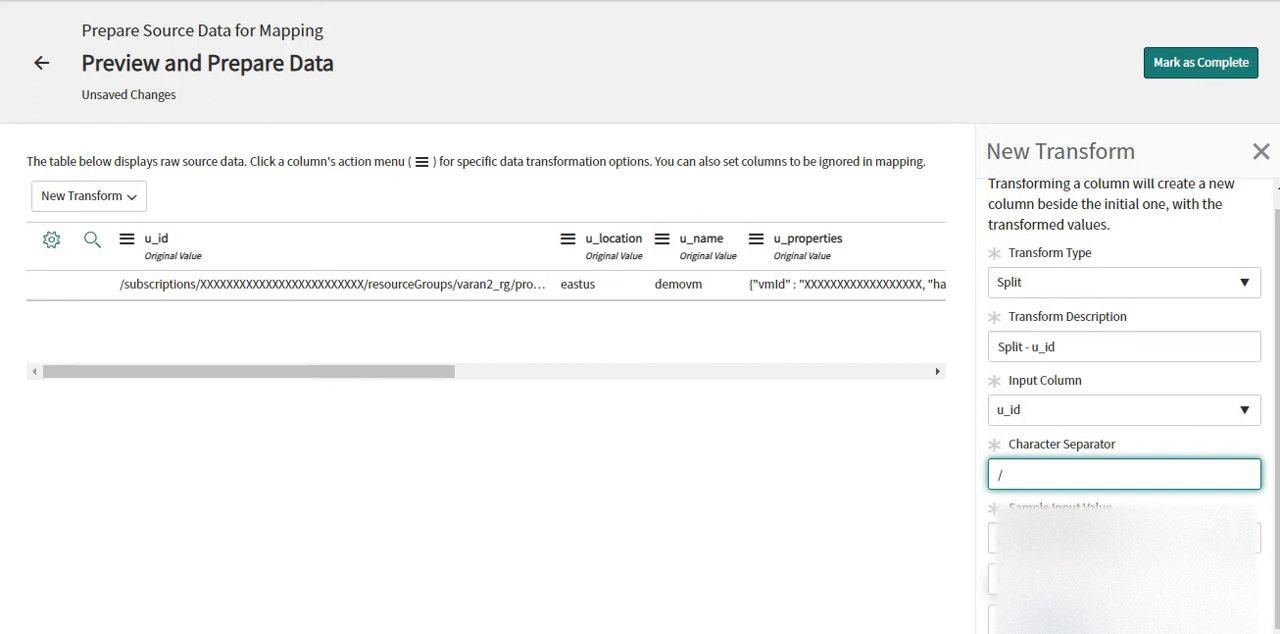 Prepare Source Data for Mapping
Preview and Prepare Data
Unsaved Changes
Mark as Complete
The table below displays raw source data. Click a column's action menu ( ☰ ) for specific data transformation options. You can also set columns to be ignored in mapping.
New Transform
u_id u_location u_name u_properties
Original Value Original Value Original Value Original Value
/subscriptions/XXXXXXXXXXXXXXXXXXXXXXXXX/resourceGroups/varan2_rg/pro... eastus demovm {"vmId" : "XXXXXXXXXXXXXXXXXX, "ha
New Transform
Transforming a column will create a new
column beside the initial one, with the
transformed values.
Transform Type
Split
Transform Description
Split - u_id
Input Column
u_id
Character Separator
/
Sample Input Value